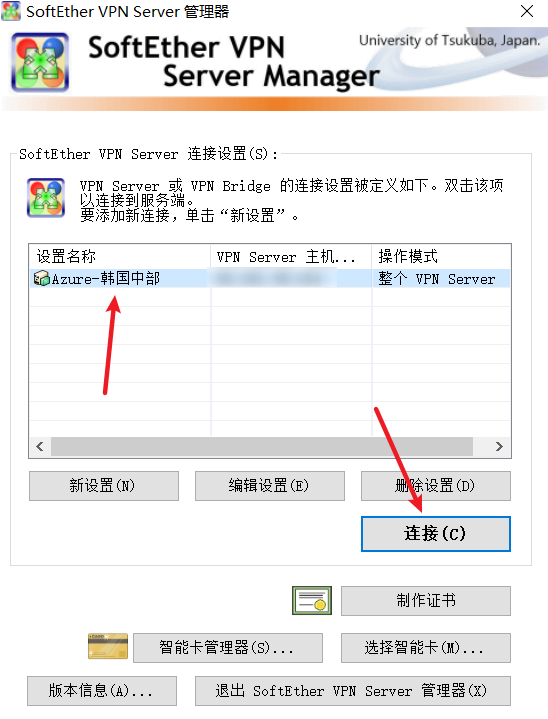 SoftEther VPN Server 管理器
SoftEther VPN
Server Manager
University of Tsukuba, Japan.
SoftEther VPN Server 连接设置(S):
VPN Server 或 VPN Bridge 的连接设置被定义如下。双击该项
以连接到服务端。
要添加新连接，单击“新设置”。
设置名称 VPN Server 主机... 操作模式
Azure-韩国中部 整个 VPN Server
新设置(N) 编辑设置(E) 删除设置(D)
连接(C)
制作证书
智能卡管理器(S)... 选择智能卡(M)...
版本信息(A)... 退出 SoftEther VPN Server 管理器(X)